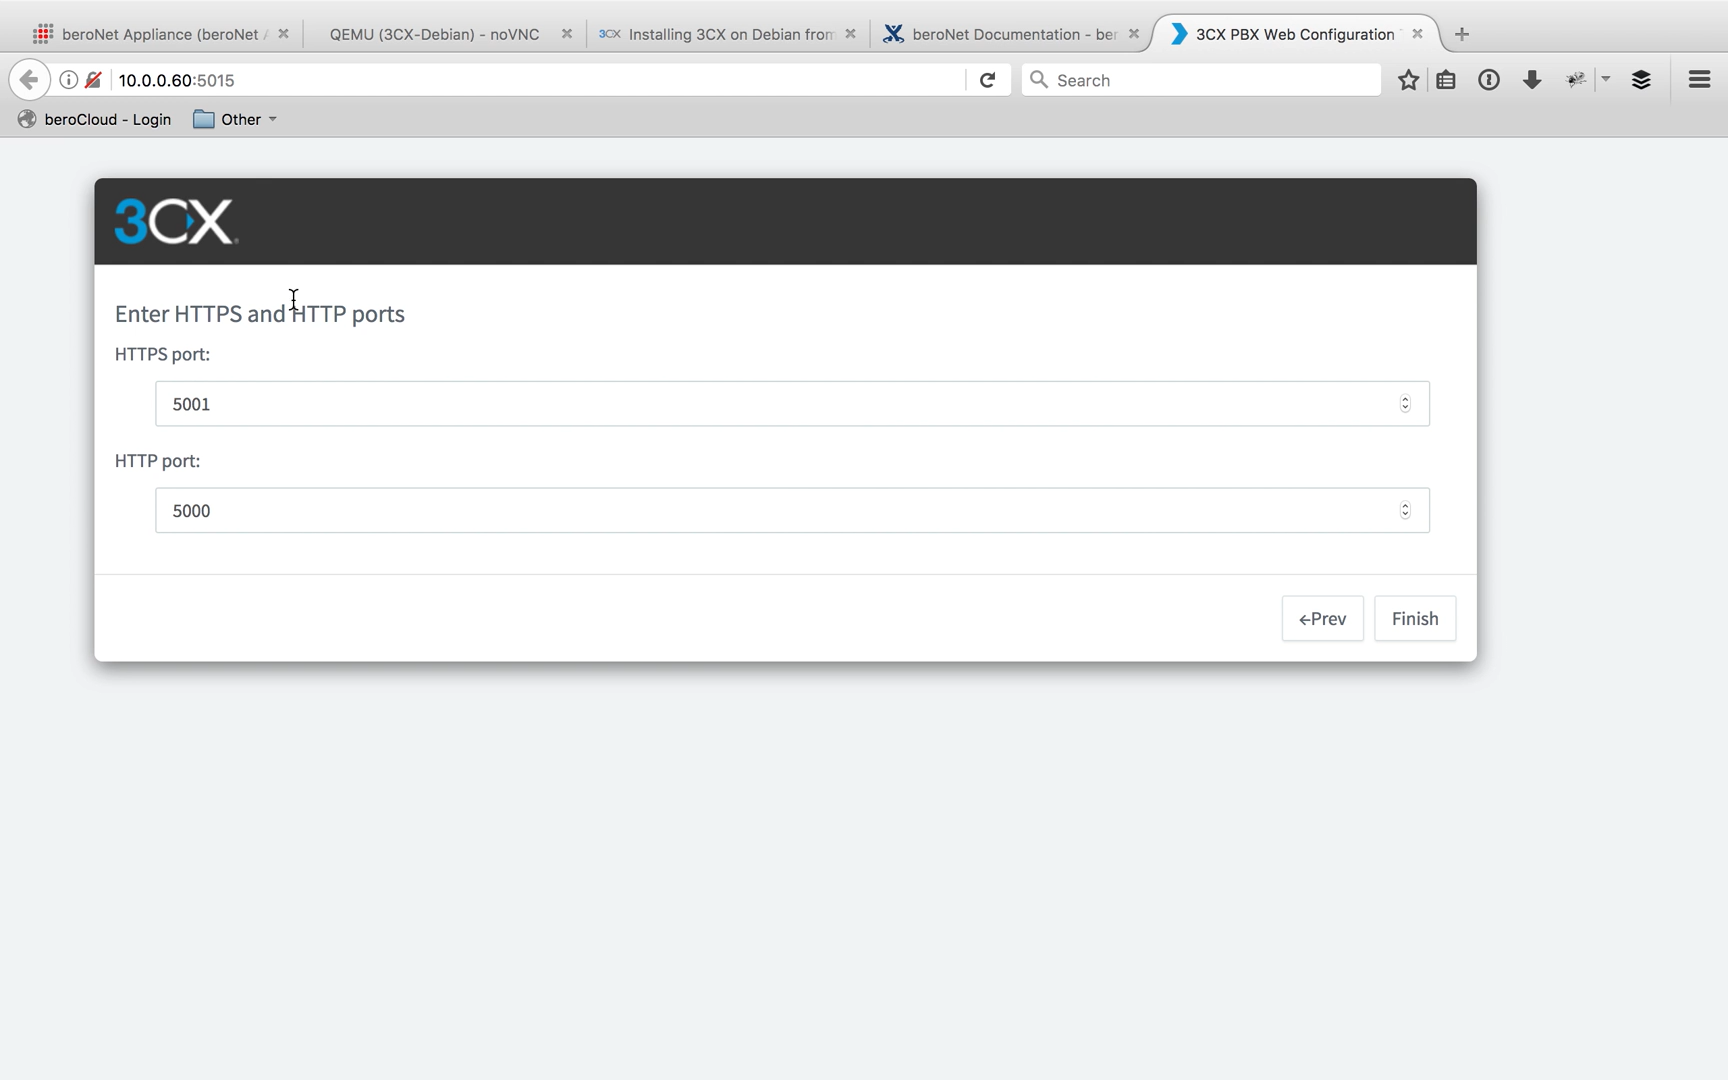 beroNet Appliance (beroNet A
QEMU (3CX-Debian) - noVNC
3CX Installing 3CX on Debian from
beroNet Documentation - ber
3CX PBX Web Configuration
10.0.0.60:5015
Search
beroCloud - Login
Other
3CX
Enter HTTPS and HTTP ports
HTTPS port:
5001
HTTP port:
5000
←Prev
Finish